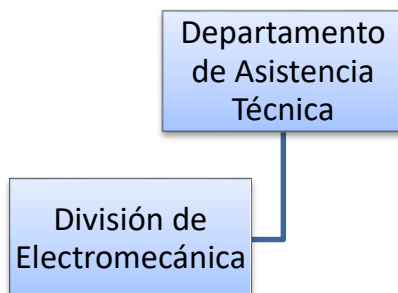 Departamento
de Asistencia
Técnica
División de
Electromecánica